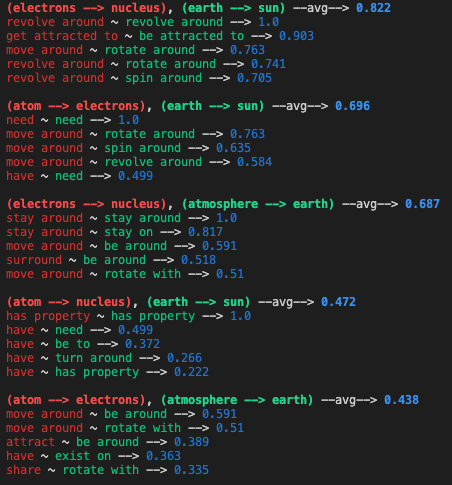 (electrons --> nucleus), (earth --> sun) --avg--> 0.822
revolve around ~ revolve around --> 1.0
get attracted to ~ be attracted to --> 0.903
move around ~ rotate around --> 0.763
revolve around ~ rotate around --> 0.741
revolve around ~ spin around --> 0.705
(atom --> electrons), (earth --> sun) --avg--> 0.696
need ~ need --> 1.0
move around ~ rotate around --> 0.763
move around ~ spin around --> 0.635
move around ~ revolve around --> 0.584
have ~ need --> 0.499
(electrons --> nucleus), (atmosphere --> earth) --avg--> 0.687
stay around ~ stay around --> 1.0
stay around ~ stay on --> 0.817
move around ~ be around --> 0.591
surround ~ be around --> 0.518
move around ~ rotate with --> 0.51
(atom --> nucleus), (earth --> sun) --avg--> 0.472
has property ~ has property --> 1.0
have ~ need --> 0.499
have ~ be to --> 0.372
have ~ turn around --> 0.266
have ~ has property --> 0.222
(atom --> electrons), (atmosphere --> earth) --avg--> 0.438
move around ~ be around --> 0.591
move around ~ rotate with --> 0.51
attract ~ be around --> 0.389
have ~ exist on --> 0.363
share ~ rotate with --> 0.335